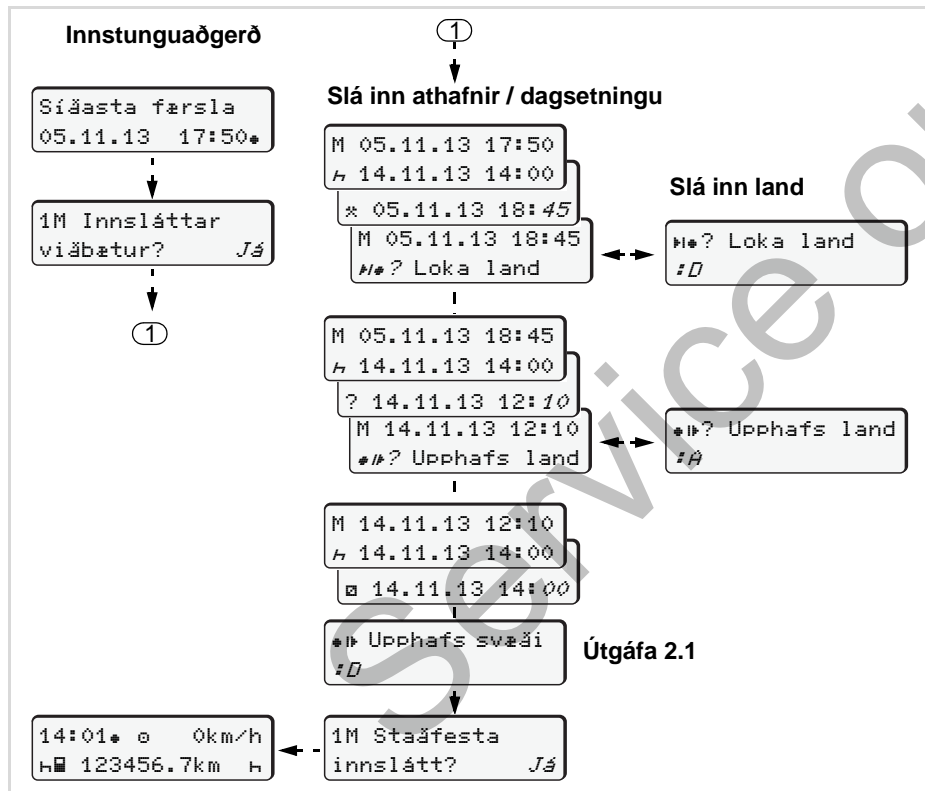 Innstunguaðgerð
Síðasta færsla
05.11.13 17:50
1M Innsláttar
viðbætur? Já
1
1
Slá inn athafnir / dagsetningu
M 05.11.13 17:50
14.11.13 14:00
05.11.13 18:45
M 05.11.13 18:45
? Loka land
Slá inn land
? Loka land
:D
M 05.11.13 18:45
14.11.13 14:00
? 14.11.13 12:10
M 14.11.13 12:10
? Upphafs land
? Upphafs land
:A
M 14.11.13 12:10
14.11.13 14:00
14.11.13 14:00
Upphafs svæði
:D
Útgáfa 2.1
1M Staðfesta
innslátt? Já
14:01 0km/h
123456.7km
Service o